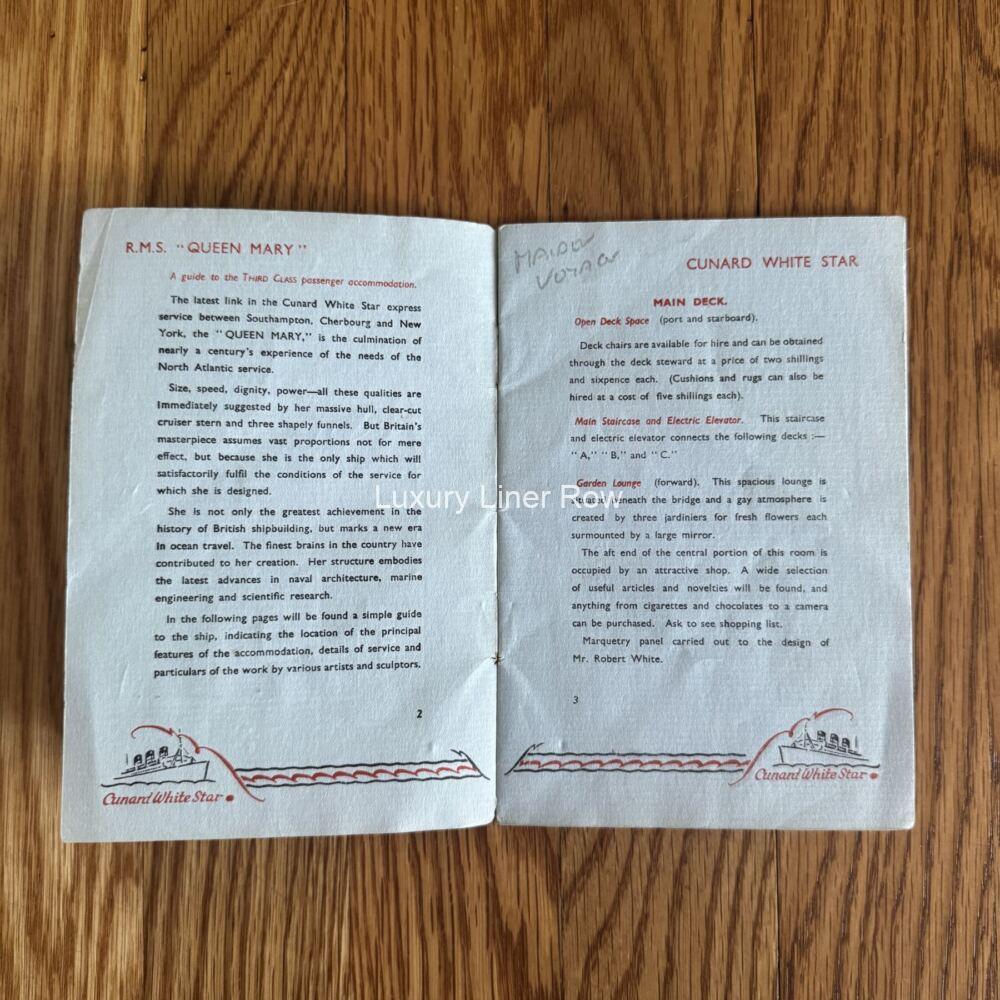 R.M.S. "QUEEN MARY"
A guide to the THIRD CLASS passenger accommodation.
The latest link in the Cunard White Star express
service between Southampton, Cherbourg and New
York, the "QUEEN MARY," is the culmination of
nearly a century's experience of the needs of the
North Atlantic service.
Size, speed, dignity, power—all these qualities are
immediately suggested by her massive hull, clear-cut
cruiser stern and three shapely funnels. But Britain's
masterpiece assumes vast proportions not for mere
effect, but because she is the only ship which will
satisfactorily fulfil the conditions of the service for
which she is designed.
She is not only the greatest achievement in the
history of British shipbuilding, but marks a new era
in ocean travel. The finest brains in the country have
contributed to her creation. Her structure embodies
the latest advances in naval architecture, marine
engineering and scientific research.
In the following pages will be found a simple guide
to the ship, indicating the location of the principal
features of the accommodation, details of service and
particulars of the work by various artists and sculptors.
2
Cunard White Star
MAIDEN
VOYAGE
CUNARD WHITE STAR
MAIN DECK.
Open Deck Space (port and starboard).
Deck chairs are available for hire and can be obtained
through the deck steward at a price of two shillings
and sixpence each. (Cushions and rugs can also be
hired at a cost of five shillings each).
Main Staircase and Electric Elevator. This staircase
and electric elevator connects the following decks :—
"A," "B," and "C."
Garden Lounge (forward). This spacious lounge is
situated beneath the bridge and a gay atmosphere is
created by three jardiniers for fresh flowers each
surmounted by a large mirror.
The aft end of the central portion of this room is
occupied by an attractive shop. A wide selection
of useful articles and novelties will be found, and
anything from cigarettes and chocolates to a camera
can be purchased. Ask to see shopping list.
Marquetry panel carried out to the design of
Mr. Robert White.
3
Cunard White Star
Luxury Liner Row